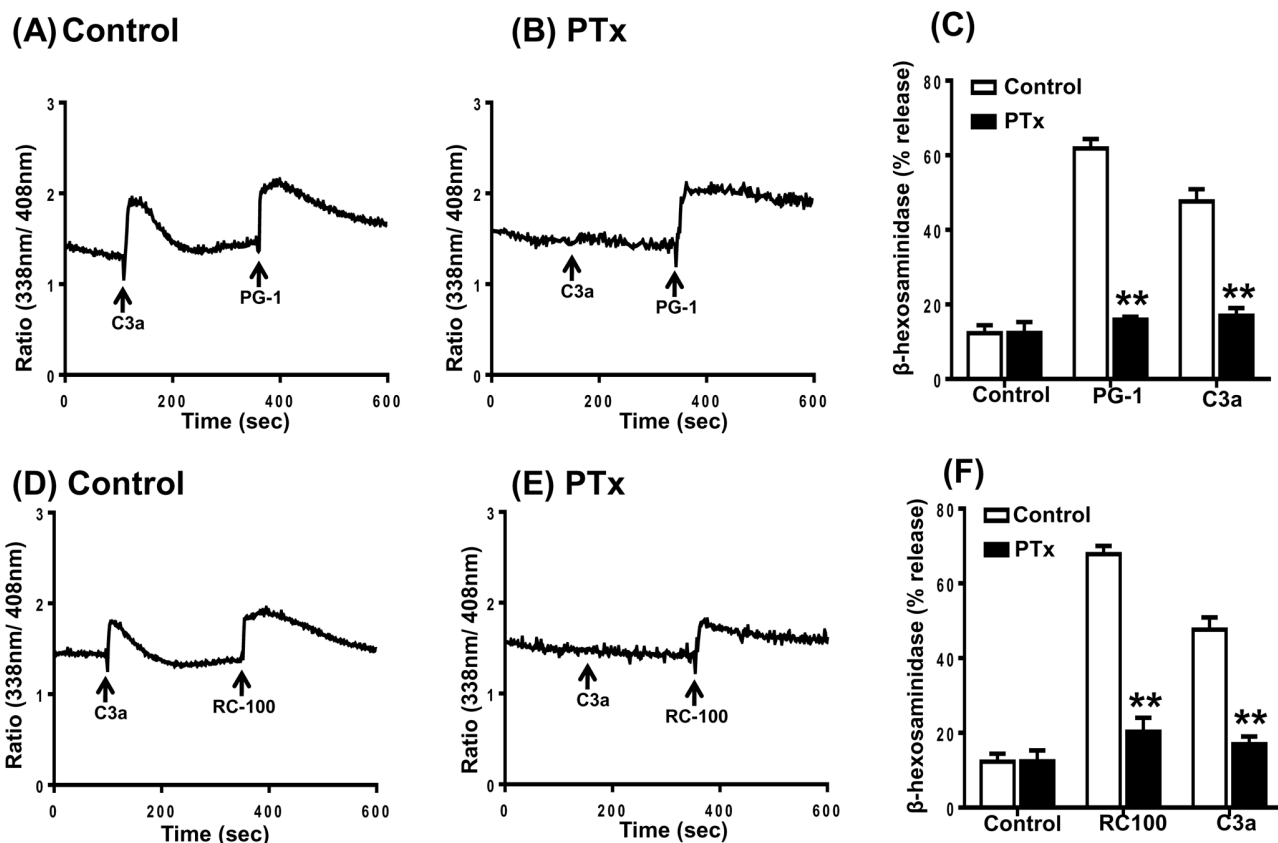 (A) Control
Ratio (338nm/ 408nm)
3
2
1
0
0 200 400 600
C3a
PG-1
Time (sec)
(B) PTx
Ratio (338nm/ 408nm)
3
2
1
0
0 200 400 600
C3a
PG-1
Time (sec)
(C)
β-hexosaminidase (% release)
80
60
40
20
0
Control
PTx
**
**
Control PG-1 C3a
(D) Control
Ratio (338nm/ 408nm)
3
2
1
0
0 200 400 600
C3a
RC-100
Time (sec)
(E) PTx
Ratio (338nm/ 408nm)
3
2
1
0
0 200 400 600
C3a
RC-100
Time (sec)
(F)
β-hexosaminidase (% release)
80
60
40
20
0
Control
PTx
**
**
Control RC100 C3a